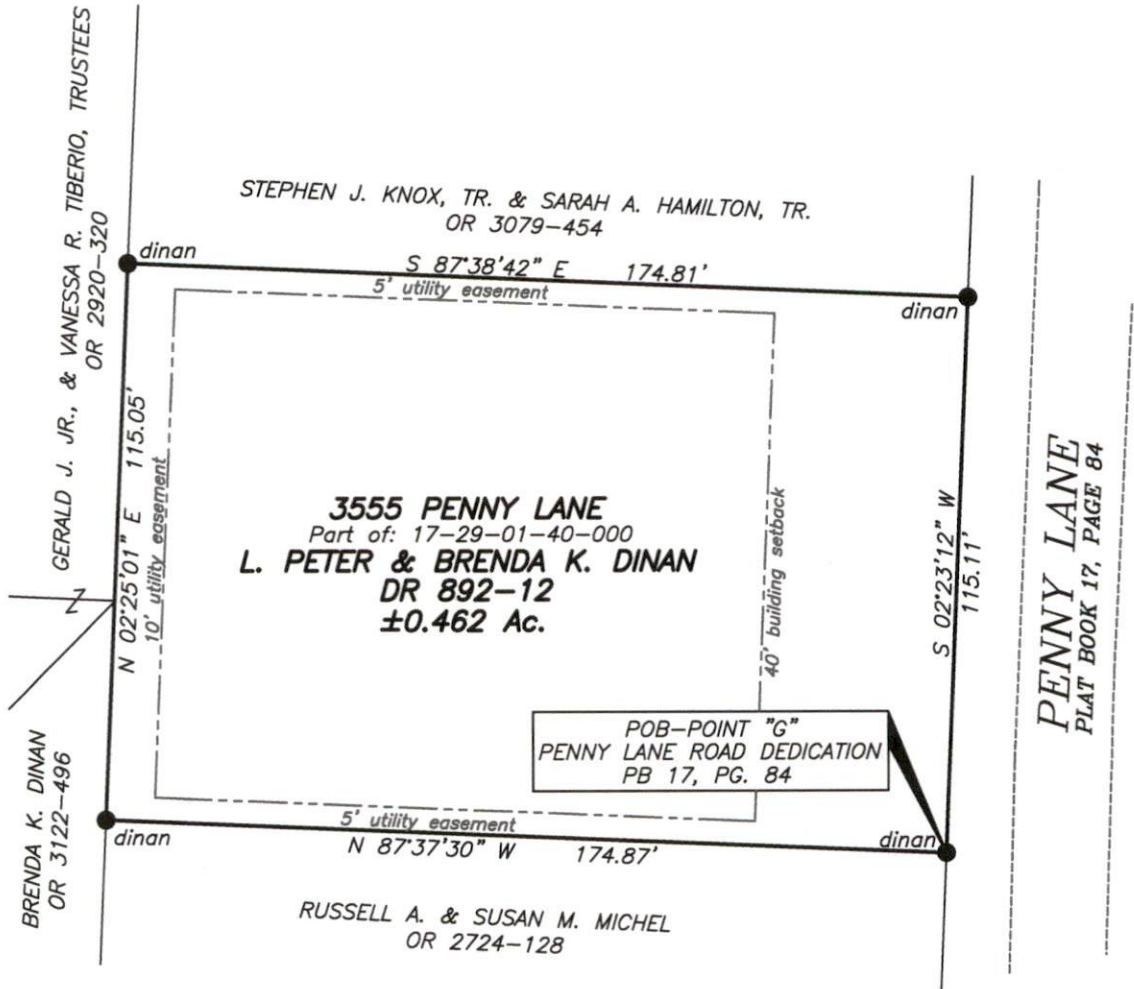 GERALD J. JR., & VANESSA R. TIBERIO, TRUSTEES
OR 2920-320
STEPHEN J. KNOX, TR. & SARAH A. HAMILTON, TR.
OR 3079-454
dinan
S 87°38'42" E 174.81'
5' utility easement
dinan
N 02°25'01" E 115.05'
10' utility easement
3555 PENNY LANE
Part of: 17-29-01-40-000
L. PETER & BRENDA K. DINAN
DR 892-12
±0.462 Ac.
40' building setback
S 02°23'12" W
115.11'
PENNY LANE
PLAT BOOK 17, PAGE 84
Z
POB-POINT "G"
PENNY LANE ROAD DEDICATION
PB 17, PG. 84
BRENDA K. DINAN
OR 3122-496
dinan
5' utility easement
N 87°37'30" W 174.87'
dinan
RUSSELL A. & SUSAN M. MICHEL
OR 2724-128